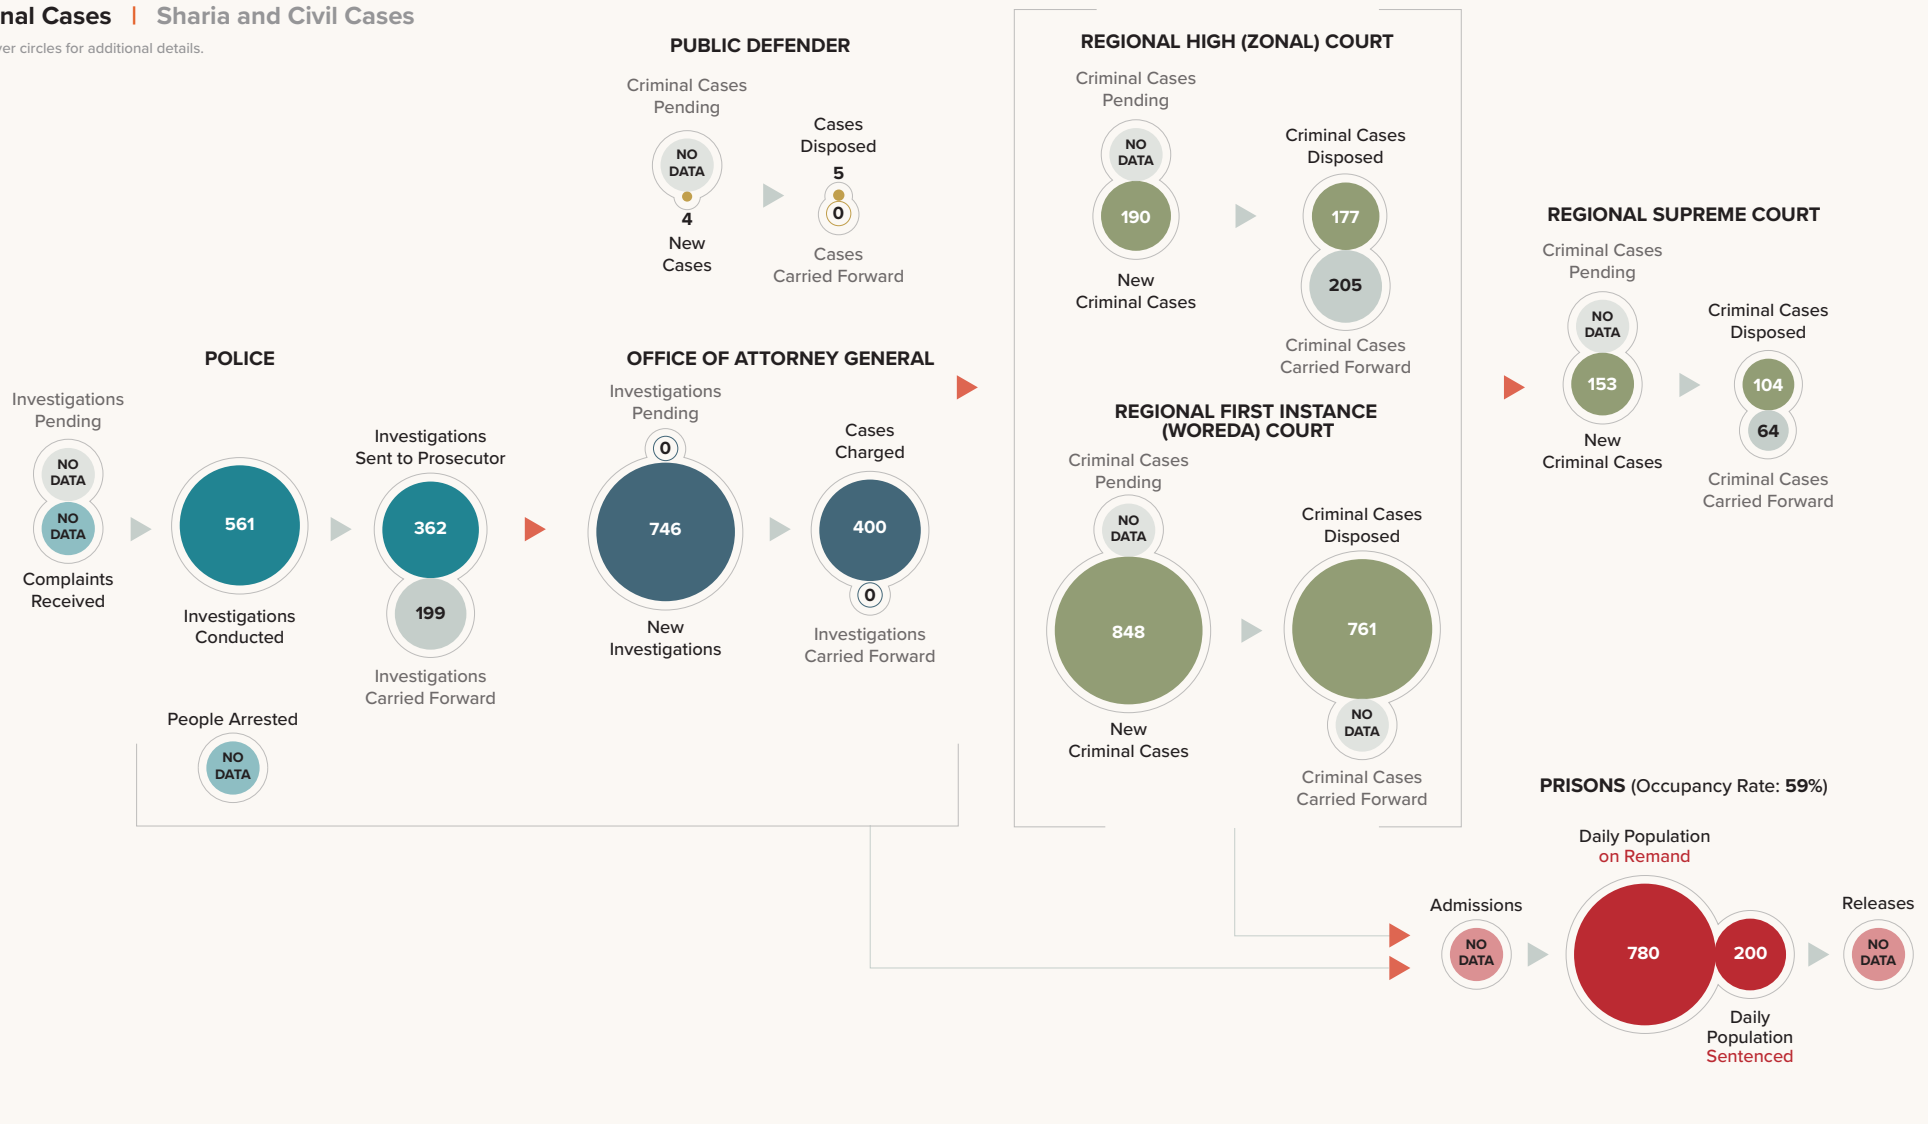 nal Cases | Sharia and Civil Cases
er circles for additional details.
PUBLIC DEFENDER
Criminal Cases
Pending
NO
DATA
4
New
Cases
Cases
Disposed
5
0
Cases
Carried Forward
REGIONAL HIGH (ZONAL) COURT
Criminal Cases
Pending
NO
DATA
190
New
Criminal Cases
Criminal Cases
Disposed
177
205
Criminal Cases
Carried Forward
REGIONAL SUPREME COURT
Criminal Cases
Pending
NO
DATA
153
New
Criminal Cases
Criminal Cases
Disposed
104
64
Criminal Cases
Carried Forward
POLICE
Investigations
Pending
NO
DATA
NO
DATA
Complaints
Received
561
Investigations
Conducted
Investigations
Sent to Prosecutor
362
199
Investigations
Carried Forward
People Arrested
NO
DATA
OFFICE OF ATTORNEY GENERAL
Investigations
Pending
0
746
New
Investigations
Cases
Charged
400
0
Investigations
Carried Forward
REGIONAL FIRST INSTANCE
(WOREDA) COURT
Criminal Cases
Pending
NO
DATA
848
New
Criminal Cases
Criminal Cases
Disposed
761
NO
DATA
Criminal Cases
Carried Forward
PRISONS (Occupancy Rate: 59%)
Admissions
NO
DATA
Daily Population
on Remand
780
200
Daily
Population
Sentenced
Releases
NO
DATA